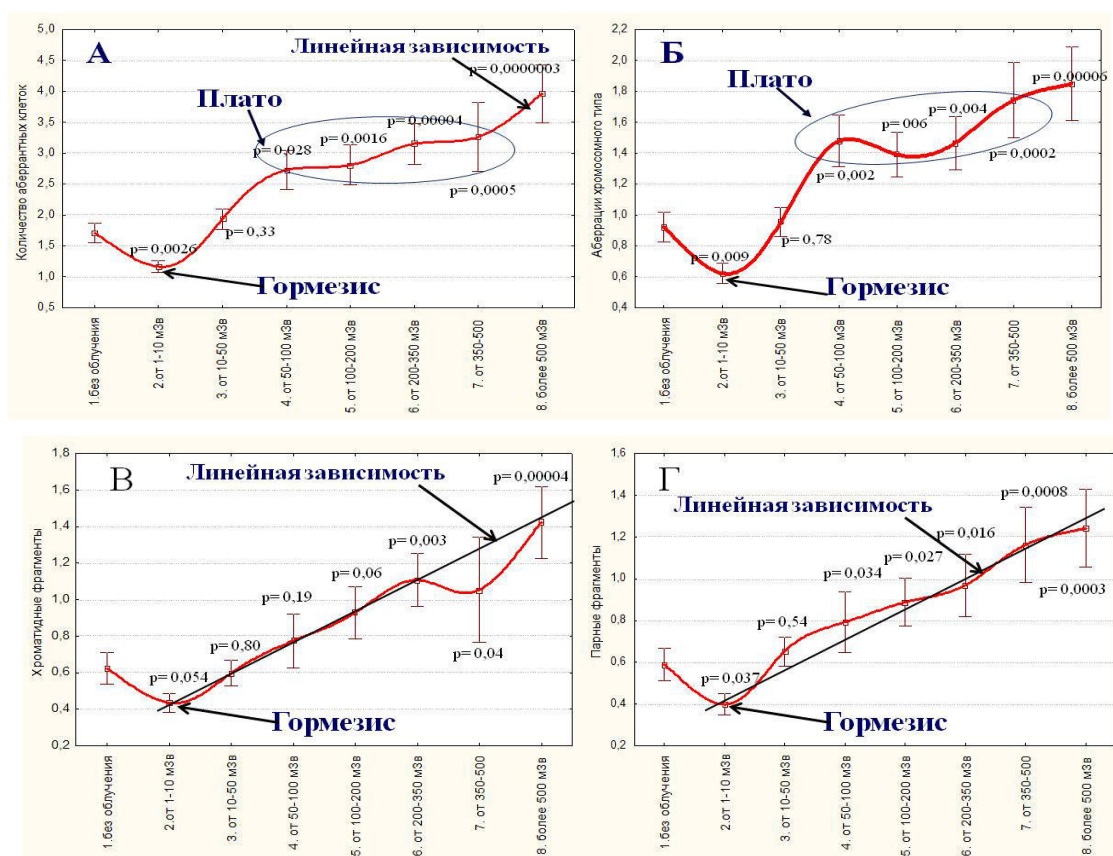 А
Количество аберрантных клеток
5,0
4,5
4,0
3,5
3,0
2,5
2,0
1,5
1,0
0,5
Линейная зависимость
p= 0,0000003
Плато
p= 0,028
p= 0,0016
p= 0,00004
p= 0,0005
p= 0,0026
p= 0,33
Гормезис
1.без облучения
2.от 1-10 мЗв
3. от 10-50 мЗв
4. от 50-100 мЗв
5. от 100-200 мЗв
6. от 200-350 мЗв
7. от 350-500
8. более 500 мЗв
Б
Аберрации хромосомного типа
2,2
2,0
1,8
1,6
1,4
1,2
1,0
0,8
0,6
0,4
Плато
p= 0,00006
p= 0,004
p= 006
p= 0,0002
p= 0,002
p= 0,78
p= 0,009
Гормезис
1.без облучения
2.от 1-10 мЗв
3. от 10-50 мЗв
4. от 50-100 мЗв
5. от 100-200 мЗв
6. от 200-350 мЗв
7. от 350-500
8. более 500 мЗв
В
Хроматидные фрагменты
1,8
1,6
1,4
1,2
1,0
0,8
0,6
0,4
0,2
Линейная зависимость
p= 0,00004
p= 0,003
p= 0,06
p= 0,19
p= 0,80
p= 0,04
p= 0,054
Гормезис
1.без облучения
2.от 1-10 мЗв
3. от 10-50 мЗв
4. от 50-100 мЗв
5. от 100-200 мЗв
6. от 200-350 мЗв
7. от 350-500
8. более 500 мЗв
Г
Парные фрагменты
1,6
1,4
1,2
1,0
0,8
0,6
0,4
0,2
p= 0,0008
Линейная зависимость
p= 0,016
p= 0,027
p= 0,034
p= 0,54
p= 0,0003
p= 0,037
Гормезис
1.без облучения
2.от 1-10 мЗв
3. от 10-50 мЗв
4. от 50-100 мЗв
5. от 100-200 мЗв
6. от 200-350 мЗв
7. от 350-500
8. более 500 мЗв